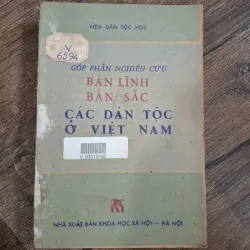 VIỆN DÂN TỘC HỌC
V
6594
GÓP PHẦN NGHIÊN CỨU
BẢN LĨNH
BẢN SẮC
CÁC DÂN TỘC
Ở VIỆT NAM
NHÀ XUẤT BẢN KHOA HỌC XÃ HỘI – HÀ NỘI